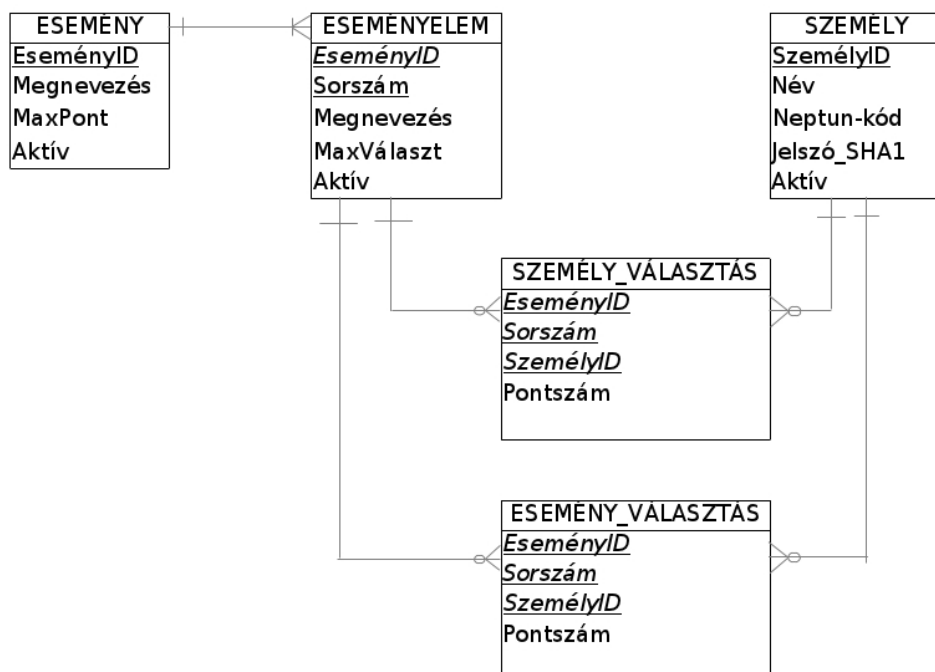 ESEMÉNY
EseményID
Megnevezés
MaxPont
Aktív
ESEMÉNYELEM
EseményID
Sorszám
Megnevezés
MaxVálaszt
Aktív
SZEMÉLY
SzemélyID
Név
Neptun-kód
Jelszó_SHA1
Aktív
SZEMÉLY_VÁLASZTÁS
EseményID
Sorszám
SzemélyID
Pontszám
ESEMÉNY_VÁLASZTÁS
EseményID
Sorszám
SzemélyID
Pontszám